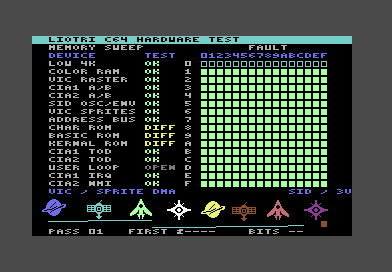 LIOTRI C64 HARDWARE TEST
MEMORY SWEEP FAULT
DEVICE TEST 0123456789ABCDEF
LOW 4K OK 0
COLOR RAM OK 1
VIC RASTER OK 2
CIA1 A/B OK 3
CIA2 A/B OK 4
SID OSC/ENV OK 5
VIC SPRITES OK 6
ADDRESS BUS OK 7
CHAR ROM DIFF 8
BASIC ROM DIFF 9
KERNAL ROM DIFF A
CIA1 TOD OK B
CIA2 TOD OK C
USER LOOP OPEN D
CIA1 IRQ OK E
CIA2 NMI OK F
VIC / SPRITE DMA SID / 3V
PASS 01 FIRST Z---- BITS --